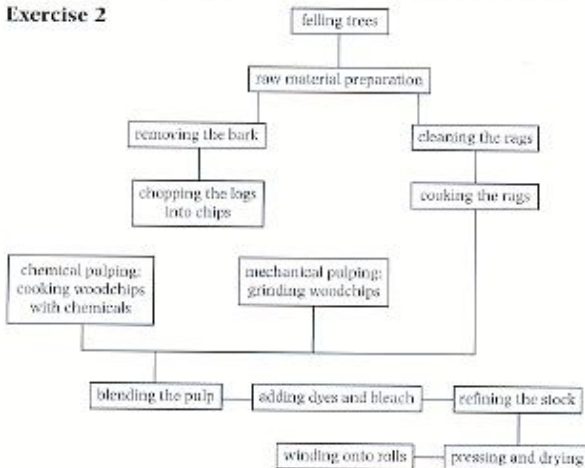 Exercise 2
felling trees
raw material preparation
removing the bark
cleaning the rags
chopping the logs
into chips
cooking the rags
chemical pulping:
cooking woodchips
with chemicals
mechanical pulping:
grinding woodchips
blending the pulp
adding dyes and bleach
refining the stock
winding onto rolls
pressing and drying